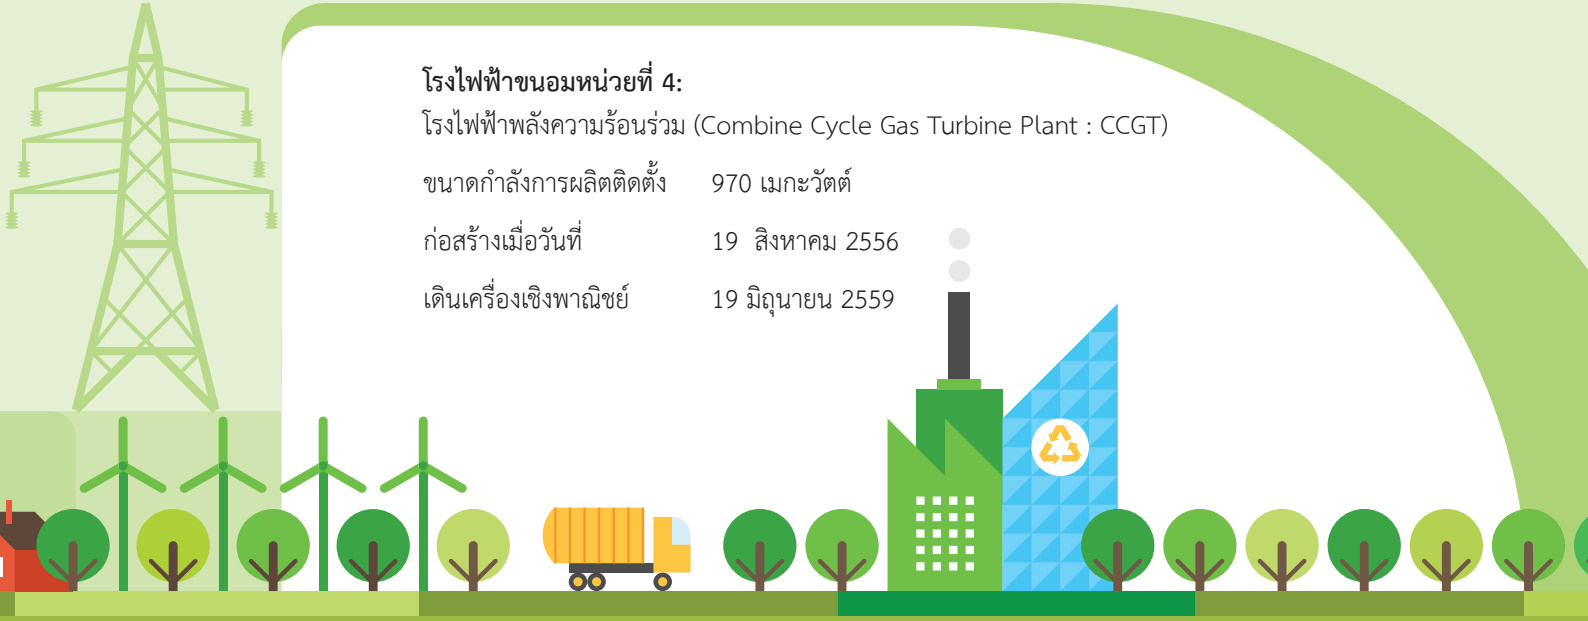 โรงไฟฟ้าขนอมหน่วยที่ 4:
โรงไฟฟ้าพลังความร้อนร่วม (Combine Cycle Gas Turbine Plant : CCGT)
ขนาดกำลังการผลิตติดตั้ง 970 เมกะวัตต์
ก่อสร้างเมื่อวันที่ 19 สิงหาคม 2556
เดินเครื่องเชิงพาณิชย์ 19 มิถุนายน 2559